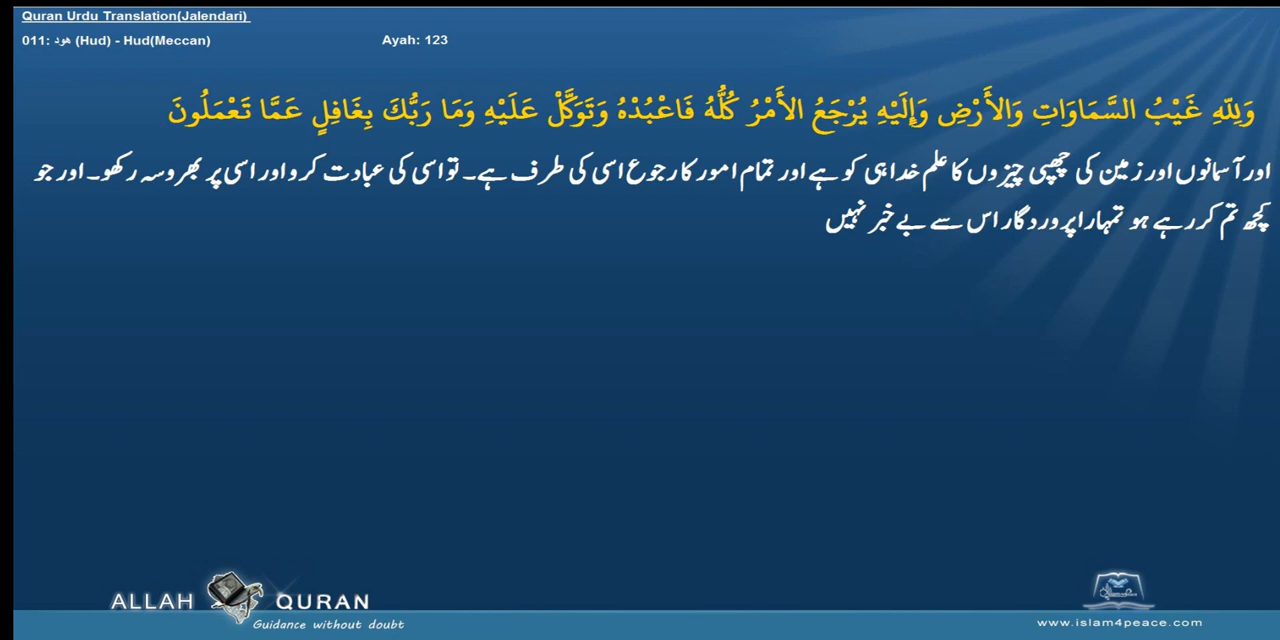 Quran Urdu Translation(Jalendari)
011: هود (Hud) - Hud(Meccan) Ayah: 123
وَلِلّهِ غَيْبُ السَّمَاوَاتِ وَالأَرْضِ وَإِلَيْهِ يُرْجَعُ الأَمْرُ كُلُّهُ فَاعْبُدْهُ وَتَوَكَّلْ عَلَيْهِ وَمَا رَبُّكَ بِغَافِلٍ عَمَّا تَعْمَلُونَ
اور آسمانوں اور زمین کی چھپی چیزوں کا علم خدا ہی کو ہے اور تمام امور کا رجوع اسی کی طرف ہے۔ تو اسی کی عبادت کرو اور اسی پر بھروسہ رکھو۔ اور جو
کچھ تم کررہے ہو تمہارا پروردگار اس سے بے خبر نہیں
ALLAH QURAN
Guidance without doubt
www.islam4peace.com